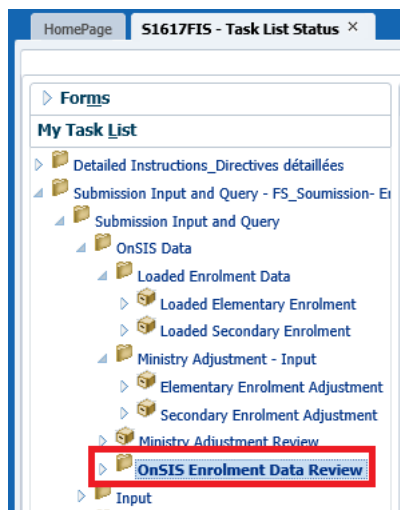 HomePage S1617FIS - Task List Status ×
Forms
My Task List
Detailed Instructions_Directives détaillées
Submission Input and Query - FS_Soumission- E
Submission Input and Query
OnSIS Data
Loaded Enrolment Data
Loaded Elementary Enrolment
Loaded Secondary Enrolment
Ministry Adjustment - Input
Elementary Enrolment Adjustment
Secondary Enrolment Adjustment
Ministry Adjustment Review
OnSIS Enrolment Data Review
Input